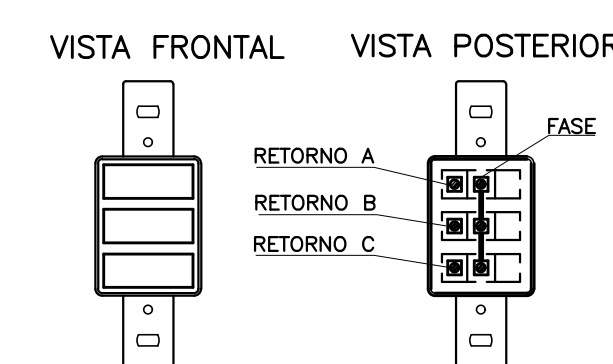 VISTA FRONTAL
VISTA POSTERIOR
FASE
RETORNO A
RETORNO B
RETORNO C